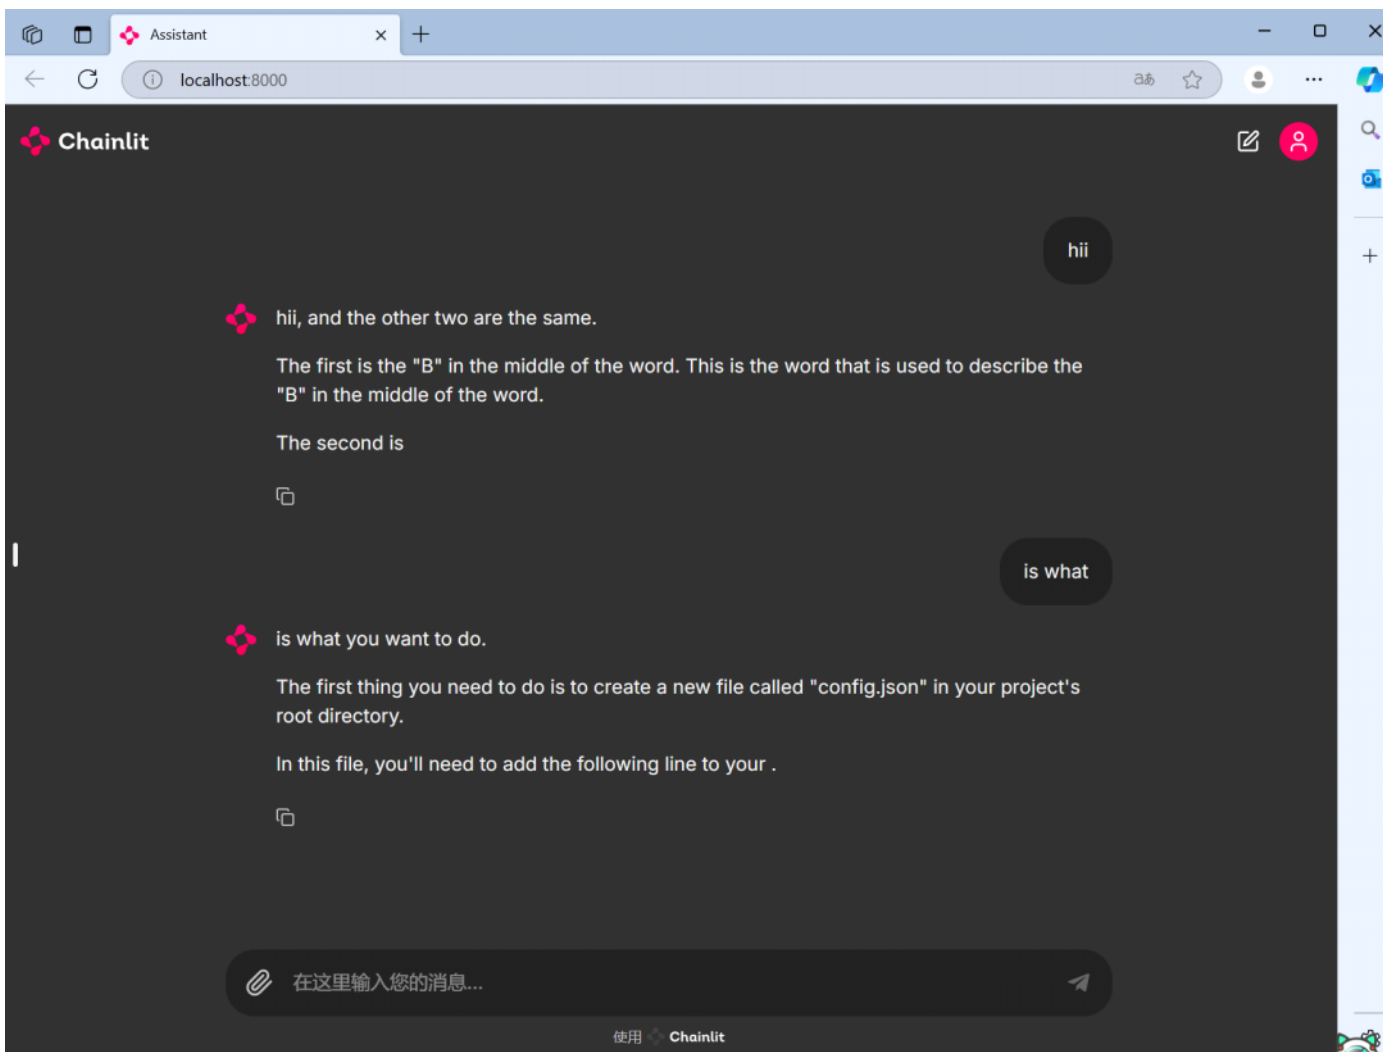 Assistant
localhost:8000
aあ
Chainlit
hii
hii, and the other two are the same.
The first is the "B" in the middle of the word. This is the word that is used to describe the
"B" in the middle of the word.
The second is
is what
is what you want to do.
The first thing you need to do is to create a new file called "config.json" in your project's
root directory.
In this file, you'll need to add the following line to your .
在这里输入您的消息...
使用 Chainlit